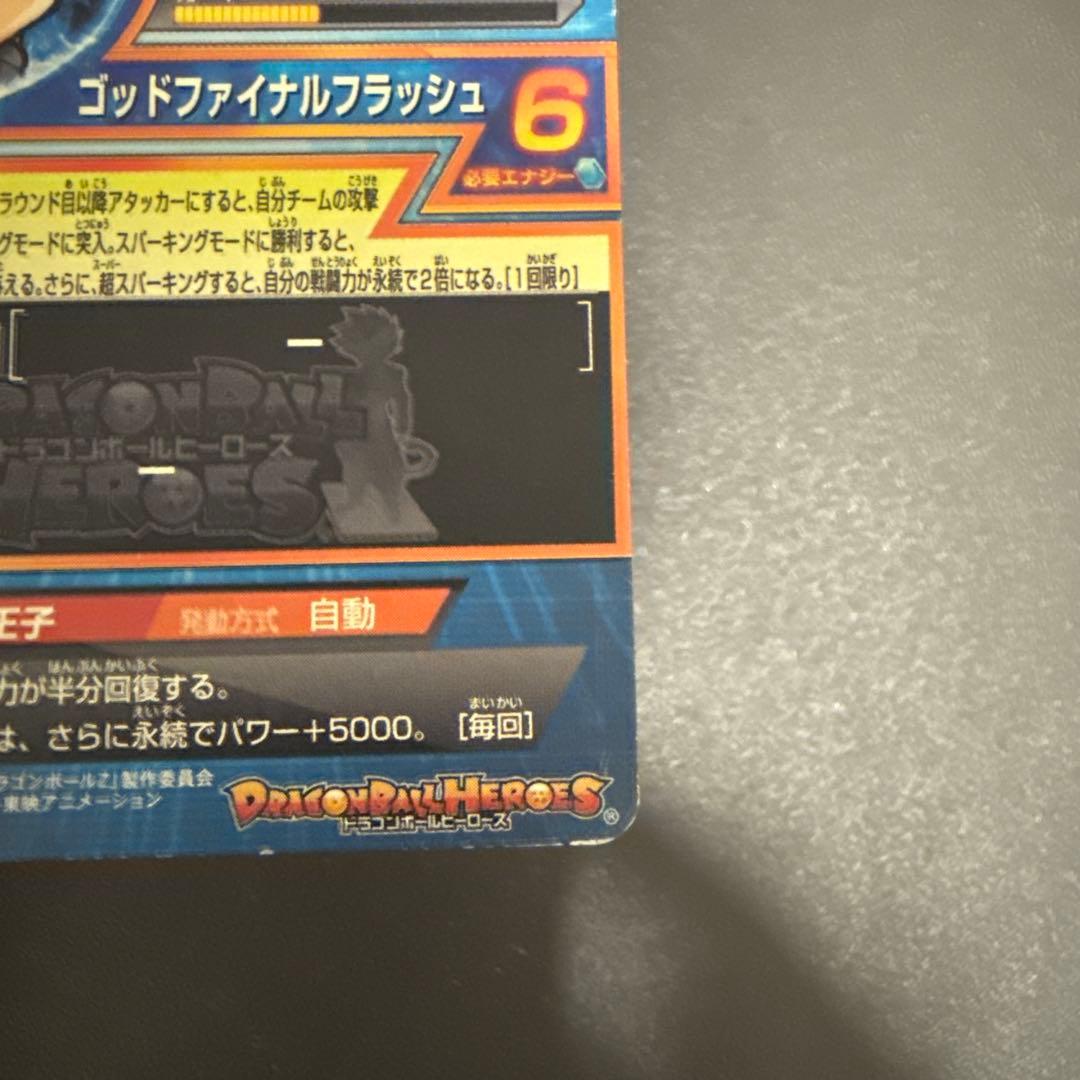 ゴッドファイナルフラッシュ
6
必要エナジー
ラウンド目以降アタッカーにすると、自分チームの攻撃
グモードに突入。スパーキングモードに勝利すると、
える。さらに、超スパーキングすると、自分の戦闘力が永続で2倍になる。[1回限り]
DRAGON BALL
ドラゴンボールヒーローズ
HEROES
王子
発動方式 自動
力が半分回復する。
は、さらに永続でパワー+5000。 [毎回]
ラゴンボールZ」製作委員会
東映アニメーション
DRAGON BALL HEROES®
ドラゴンボールヒーローズ